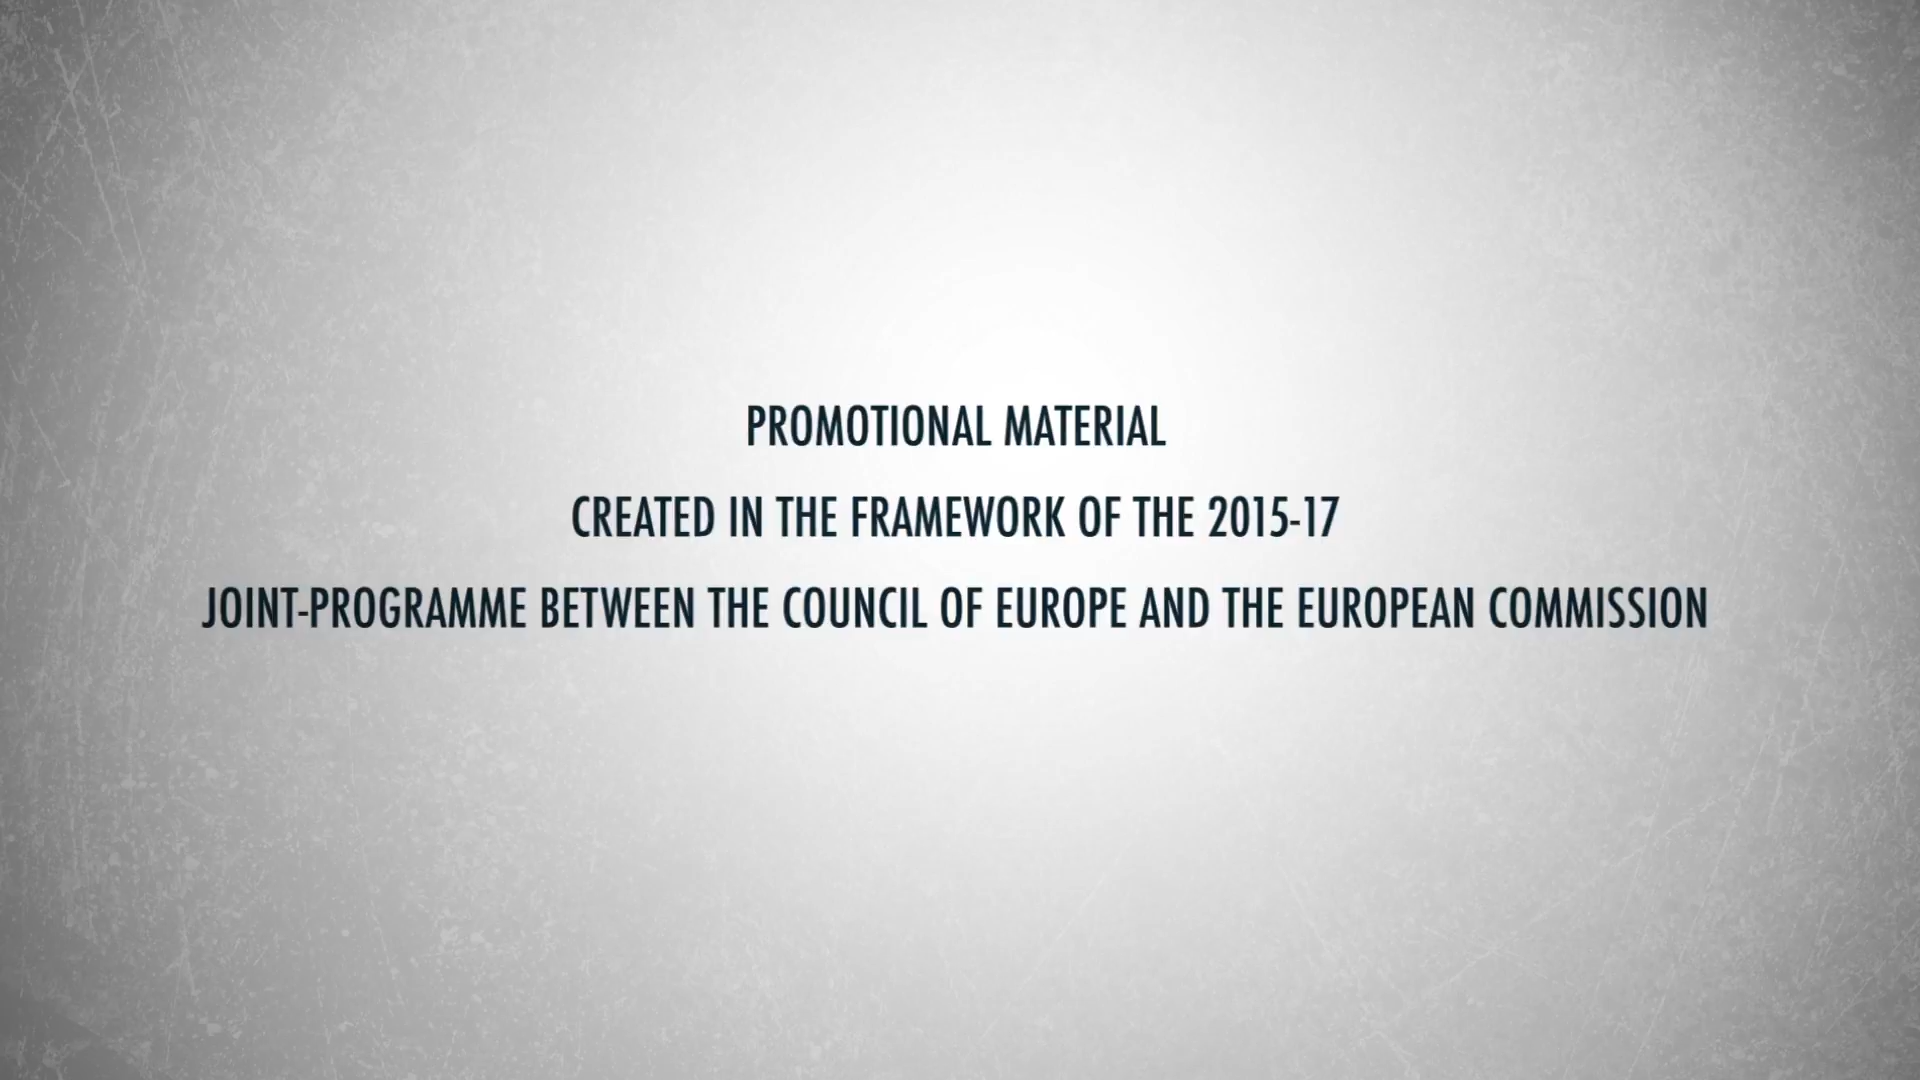 PROMOTIONAL MATERIAL
CREATED IN THE FRAMEWORK OF THE 2015-17
JOINT-PROGRAMME BETWEEN THE COUNCIL OF EUROPE AND THE EUROPEAN COMMISSION